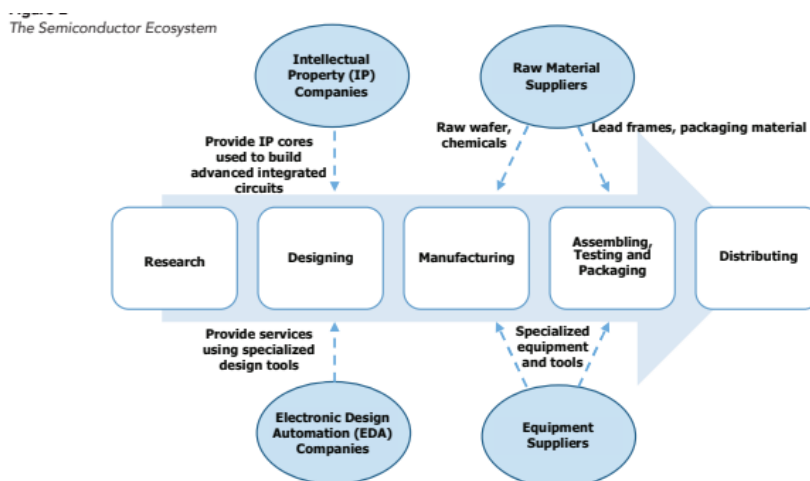 The Semiconductor Ecosystem
Intellectual
Property (IP)
Companies
Raw Material
Suppliers
Provide IP cores
used to build
advanced integrated
circuits
Raw wafer,
chemicals
Lead frames, packaging material
Research
Designing
Manufacturing
Assembling,
Testing and
Packaging
Distributing
Provide services
using specialized
design tools
Specialized
equipment
and tools
Electronic Design
Automation (EDA)
Companies
Equipment
Suppliers